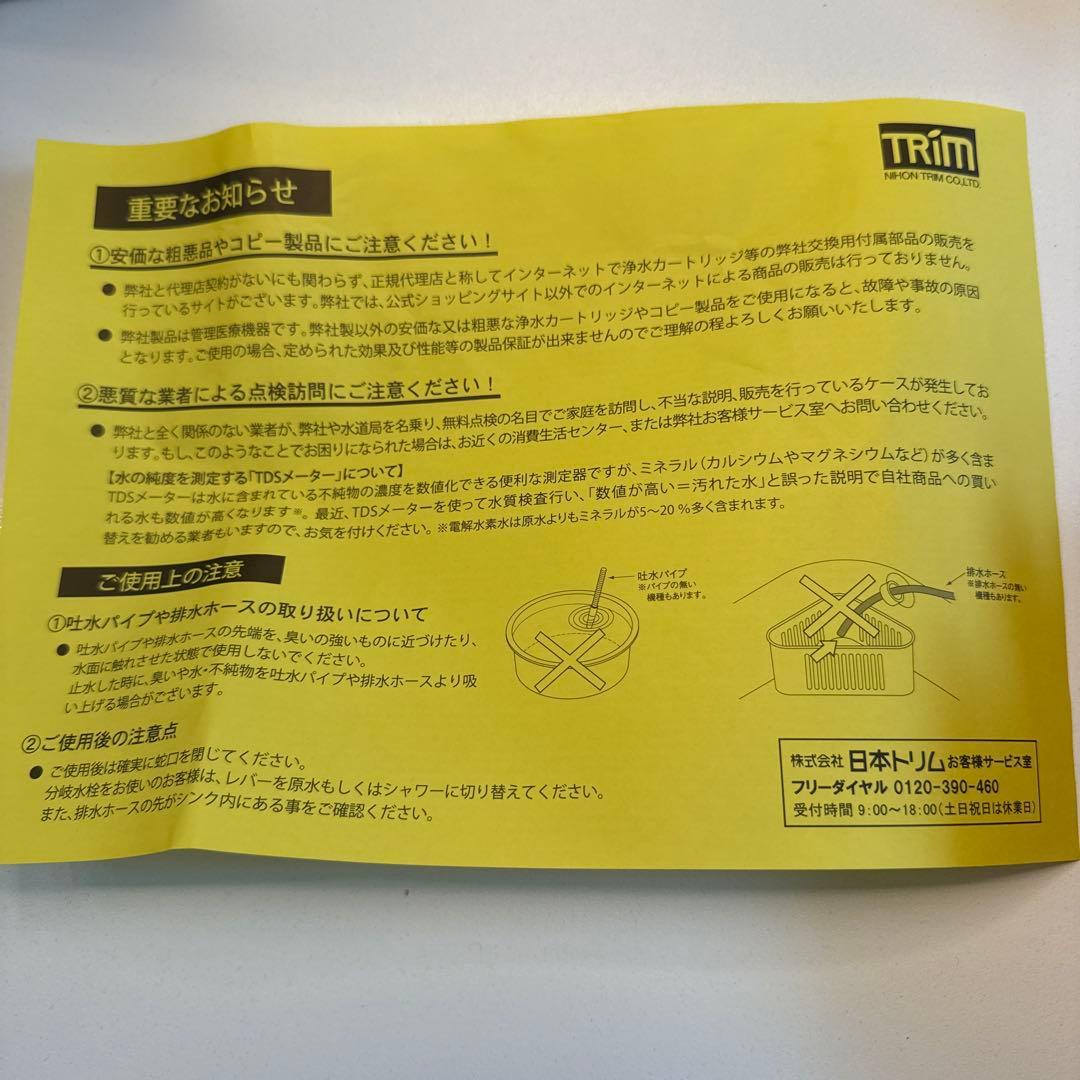 TRiM
NIHON TRIM CO.,LTD.
重要なお知らせ
①安価な粗悪品やコピー製品にご注意ください！
● 弊社と代理店契約がないにも関わらず、正規代理店と称してインターネットで浄水カートリッジ等の弊社交換用付属部品の販売を
行っているサイトがございます。弊社では、公式ショッピングサイト以外でのインターネットによる商品の販売は行っておりません。
● 弊社製品は管理医療機器です。弊社製以外の安価な又は粗悪な浄水カートリッジやコピー製品をご使用になると、故障や事故の原因
となります。ご使用の場合、定められた効果及び性能等の製品保証が出来ませんのでご理解の程よろしくお願いいたします。
②悪質な業者による点検訪問にご注意ください！
● 弊社と全く関係のない業者が、弊社や水道局を名乗り、無料点検の名目でご家庭を訪問し、不当な説明、販売を行っているケースが発生してお
ります。もし、このようなことでお困りになられた場合は、お近くの消費生活センター、または弊社お客様サービス室へお問い合わせください。
【水の純度を測定する「TDSメーター」について】
TDSメーターは水に含まれている不純物の濃度を数値化できる便利な測定器ですが、ミネラル（カルシウムやマグネシウムなど）が多く含ま
れる水も数値が高くなります※。最近、TDSメーターを使って水質検査行い、「数値が高い＝汚れた水」と誤った説明で自社商品への買い
替えを勧める業者もいますので、お気を付けください。※電解水素水は原水よりもミネラルが5～20％多く含まれます。
ご使用上の注意
①吐水パイプや排水ホースの取り扱いについて
● 吐水パイプや排水ホースの先端を、臭いの強いものに近づけたり、
水面に触れさせた状態で使用しないでください。
止水した時に、臭いや水・不純物を吐水パイプや排水ホースより吸
い上げる場合がございます。
吐水パイプ
※パイプの無い
機種もあります。
排水ホース
※排水ホースの無い
機種もあります。
②ご使用後の注意点
● ご使用後は確実に蛇口を閉じてください。
分岐水栓をお使いのお客様は、レバーを原水もしくはシャワーに切り替えてください。
また、排水ホースの先がシンク内にある事をご確認ください。
株式会社 日本トリム お客様サービス室
フリーダイヤル 0120-390-460
受付時間 9:00～18:00（土日祝日は休業日）